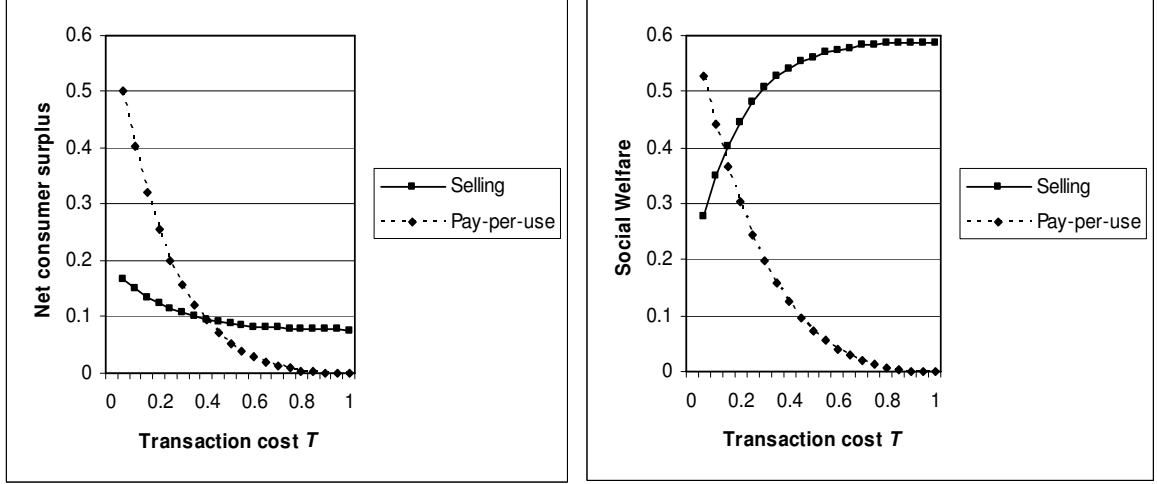 0.6
0.5
0.4
0.3
0.2
0.1
0
Net consumer surplus
0 0.2 0.4 0.6 0.8 1
Transaction cost T
Selling
Pay-per-use
0.6
0.5
0.4
0.3
0.2
0.1
0
Social Welfare
0 0.2 0.4 0.6 0.8 1
Transaction cost T
Selling
Pay-per-use